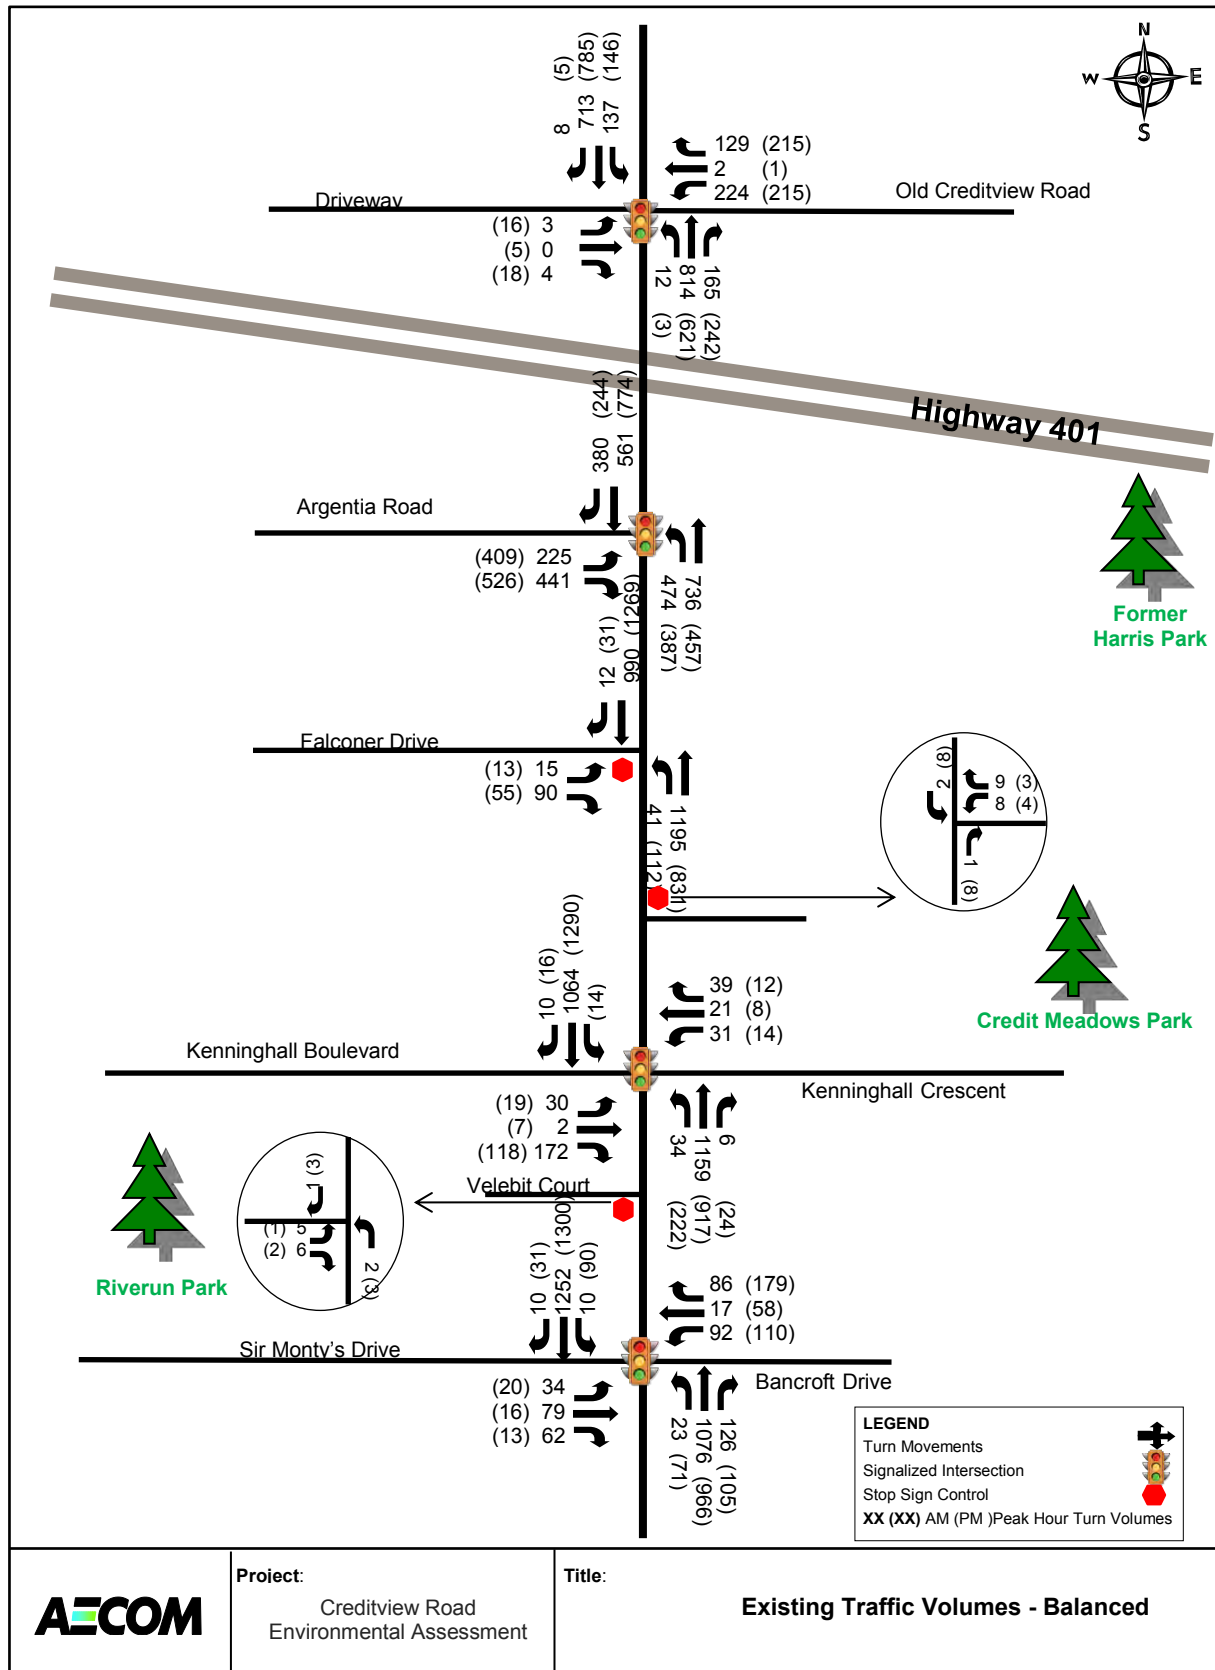 N
W E
S
8 (5)
713 (785)
137 (146)
129 (215)
2 (1)
224 (215)
Driveway
Old Creditview Road
(16) 3
(5) 0
(18) 4
12 (3)
814 (621)
165 (242)
Highway 401
380 (244)
561 (774)
Argentia Road
(409) 225
(526) 441
474 (387)
736 (457)
Former
Harris Park
12 (31)
990 (1269)
Falconer Drive
(13) 15
(55) 90
41 (112)
1195 (831)
2 (8)
9 (3)
8 (4)
1 (8)
10 (16)
1064 (1290)
(14)
39 (12)
21 (8)
31 (14)
Credit Meadows Park
Kenninghall Boulevard
Kenninghall Crescent
(19) 30
(7) 2
(118) 172
34 (222)
1159 (917)
6 (24)
Velebit Court
1 (3)
(1) 5
(2) 6
2 (3)
Riverun Park
10 (31)
1252 (1300)
10 (90)
86 (179)
17 (58)
92 (110)
Sir Monty's Drive
Bancroft Drive
(20) 34
(16) 79
(13) 62
23 (71)
1076 (966)
126 (105)
LEGEND
Turn Movements
Signalized Intersection
Stop Sign Control
XX (XX) AM (PM )Peak Hour Turn Volumes
AECOM
Project:
Creditview Road
Environmental Assessment
Title:
Existing Traffic Volumes - Balanced